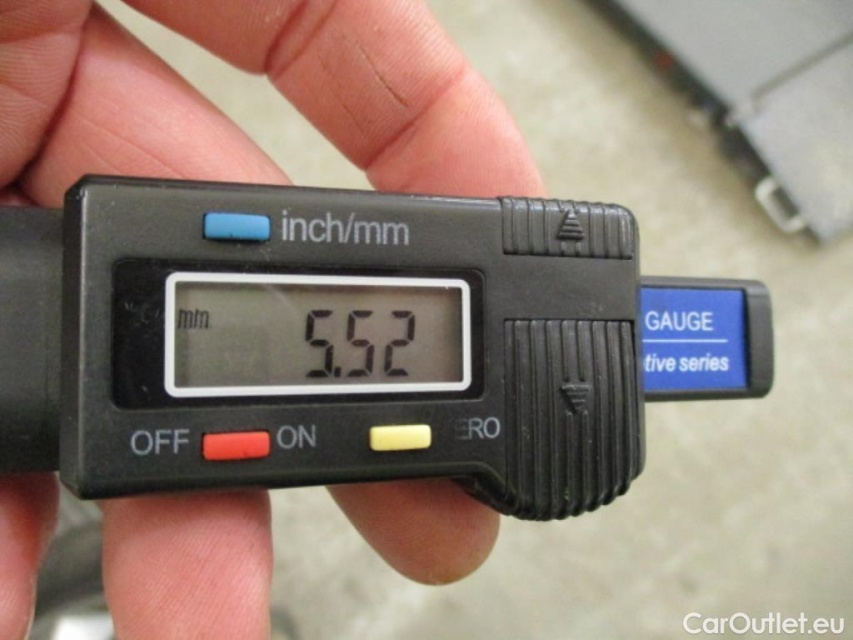 inch/mm
mm
5.52
GAUGE
tive series
OFF ON ERO
CarOutlet.eu